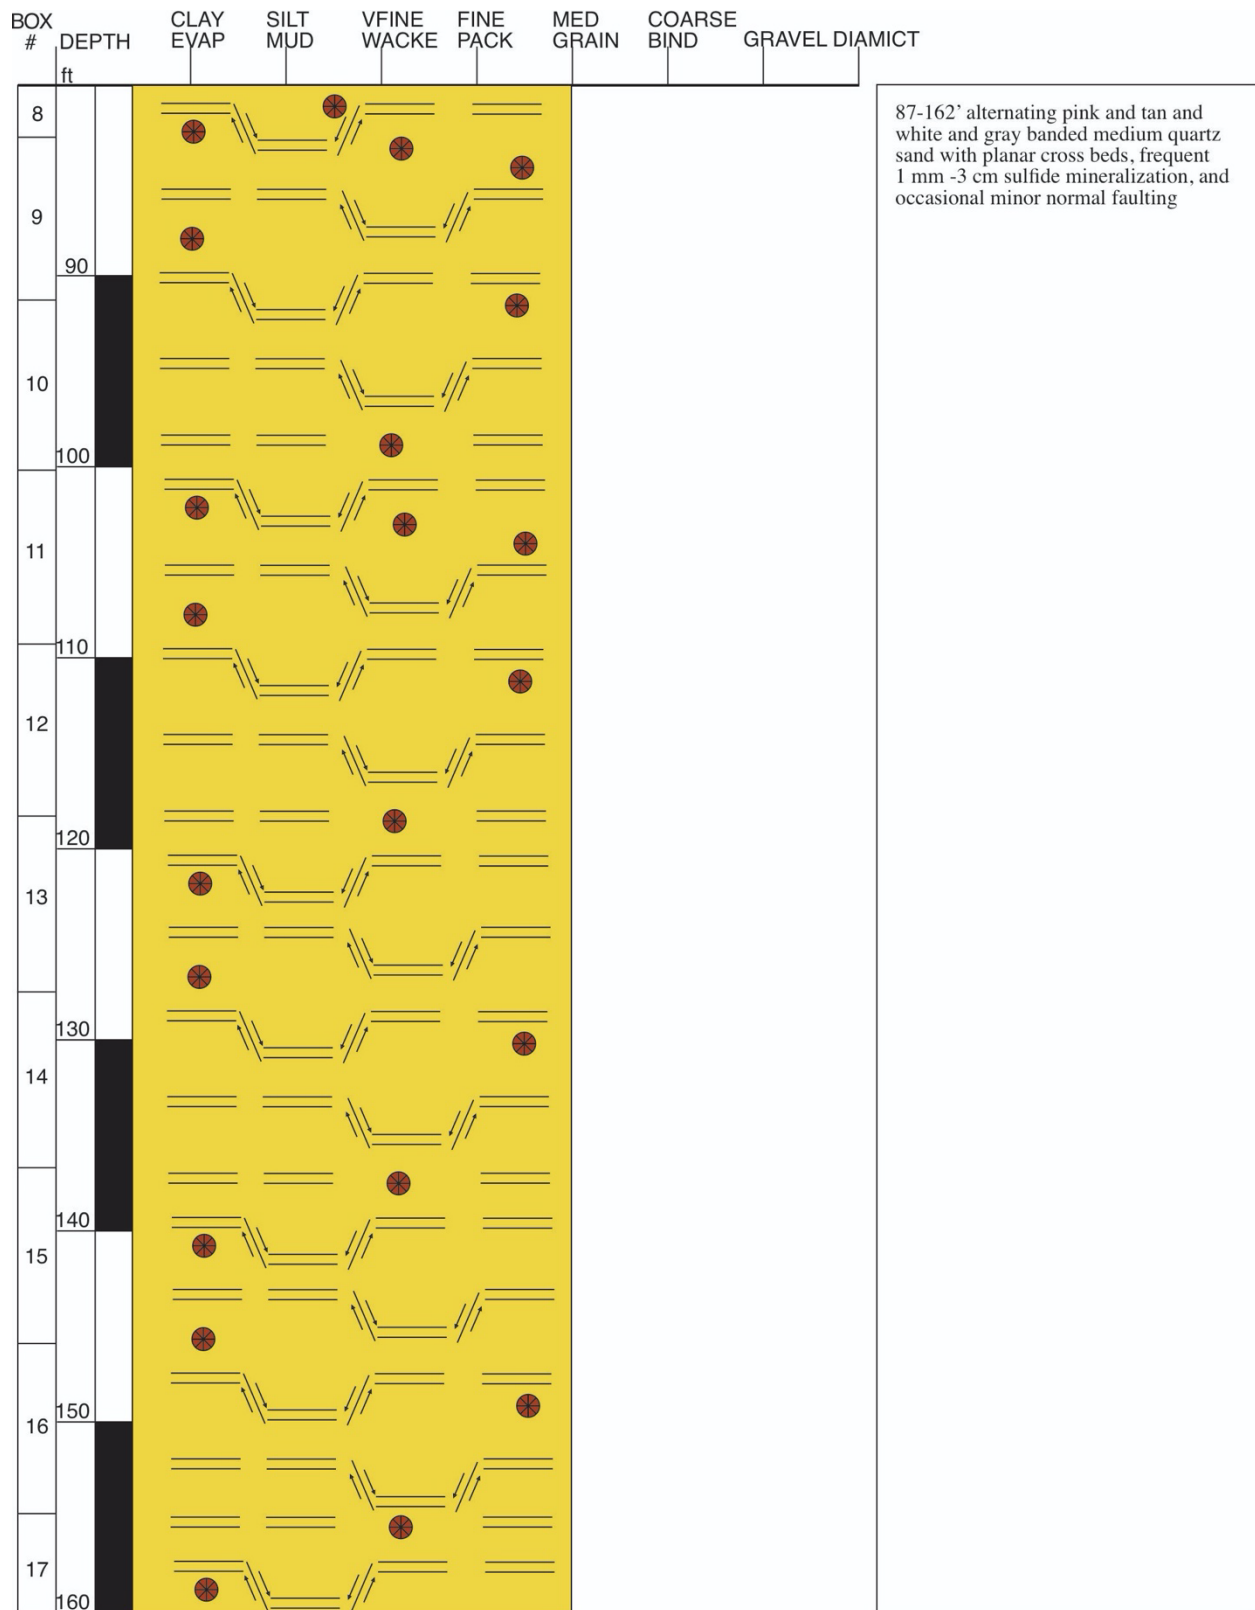 BOX
#
DEPTH
CLAY
EVAP
SILT
MUD
VFINE
WACKE
FINE
PACK
MED
GRAIN
COARSE
BIND
GRAVEL
DIAMICT
ft
87-162' alternating pink and tan and
white and gray banded medium quartz
sand with planar cross beds, frequent
1 mm -3 cm sulfide mineralization, and
occasional minor normal faulting
8
9
90
10
100
11
110
12
120
13
130
14
140
15
150
16
17
160